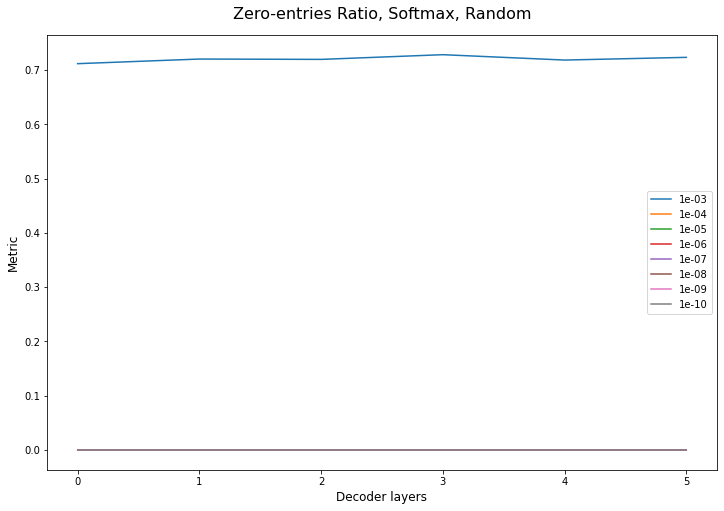 Zero-entries Ratio, Softmax, Random
Metric
0.7
0.6
0.5
0.4
0.3
0.2
0.1
0.0
1e-03
1e-04
1e-05
1e-06
1e-07
1e-08
1e-09
1e-10
0 1 2 3 4 5
Decoder layers